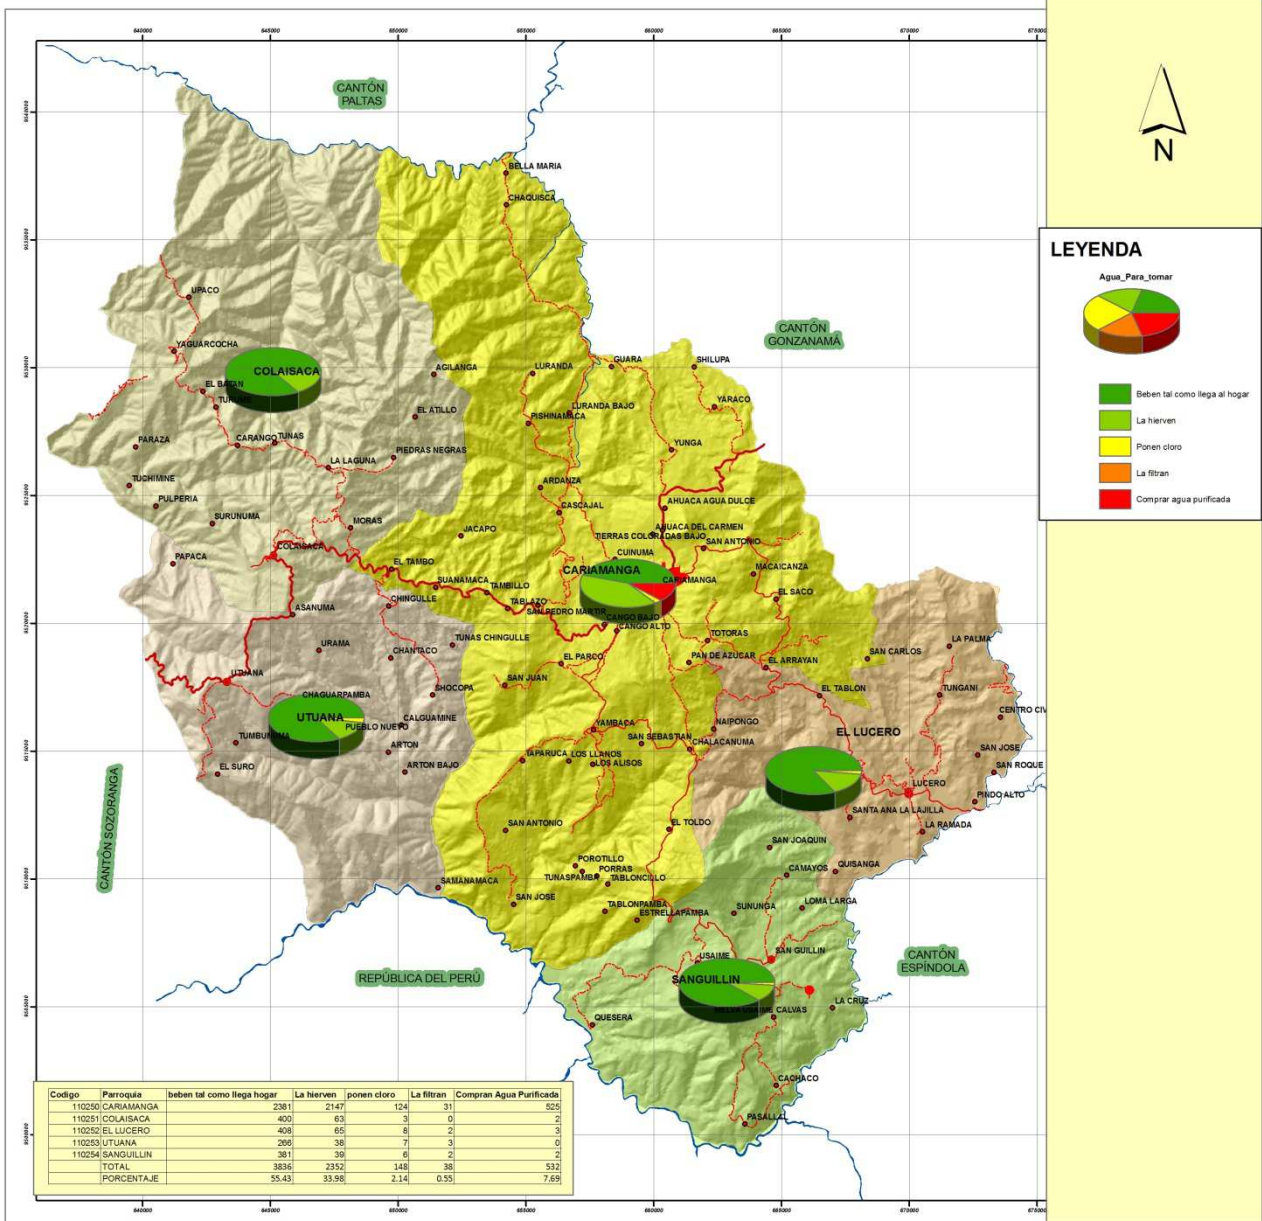 640000 645000 650000 655000 660000 665000 670000 675000
CANTÓN
PALTAS
N
BELLA MARIA
CHAQUISCA
LEYENDA
Agua_Para_tomar
UPACO
CANTÓN
GONZANAMÁ
YAGUARCOCHA
COLAISACA
AGILANGA
LURANDA
GUARA
SHILUPA
EL BATAN
EL ATILLO
LURANDA BAJO
YARACO
PISHINAMACA
Beben tal como llega al hogar
La hierven
Ponen cloro
La filtran
Comprar agua purificada
PARAZA
CARANGO
TUNAS
YUNGA
LA LAGUNA
PIEDRAS NEGRAS
TUCHIMINE
ARDANZA
PULPERIA
CASCAJAL
AHUACA AGUA DULCE
SURUNUMA
MORAS
JACAPO
AHUACA DEL CARMEN
TIERRAS COLORADAS BAJO
SAN ANTONIO
COLAISACA
CUINUMA
PAPACA
EL TAMBO
CARIAMANGA
MACAICANZA
SUANAMACA
TAMBILLO
CARIAMANGA
CHINGULLE
TABLAZO
SAN PEDRO MARTIR
EL SACO
ASANUMA
CANGO BAJO
CANGO ALTO
URAMA
TUNAS CHINGULLE
TOTORAS
LA PALMA
CHANTACO
EL PARCO
PAN DE AZUCAR
EL ARRAYAN
SAN CARLOS
UTUANA
SAN JUAN
CHAGUARPAMBA
SHOCOPA
EL TABLON
TUNGANI
UTUANA
PUEBLO NUEVO
CALGUAMINE
YAMBACA
NAIPONGO
EL LUCERO
CENTRO CIV
TUMBUNUMA
ARTON
SAN SEBASTIAN
CHALACANUMA
SAN JOSE
EL SURO
ARTON BAJO
TAPARUCA
LOS LLANOS
LOS ALISOS
SAN ROQUE
LUCERO
PINDO ALTO
CANTÓN SOZORANGA
SANTA ANA LA LAJILLA
SAN ANTONIO
EL TOLDO
LA RAMADA
SAN JOAQUIN
POROTILLO
TUNASPAMBA
PORRAS
CAMAYOS
QUISANGA
SAMANAMACA
TABLONCILLO
SAN JOSE
TABLONPAMBA
ESTRELLAPAMBA
SUNUNGA
LOMA LARGA
REPÚBLICA DEL PERÚ
USAIME
SAN GUILLIN
CANTÓN
ESPÍNDOLA
SANGUILLIN
LA CRUZ
QUESERA
CACHACO
Codigo Parroquia beben tal como llega hogar La hierven ponen cloro La filtran Compran Agua Purificada
110250 CARIAMANGA 2381 2147 124 31 525
110251 COLAISACA 400 63 3 0 2
110252 EL LUCERO 408 65 8 2 3
110253 UTUANA 266 38 7 3 0
110254 SANGUILLIN 381 39 6 2 2
TOTAL 3836 2352 148 38 532
PORCENTAJE 55.43 33.98 2.14 0.55 7.69
640000 645000 650000 655000 660000 665000 670000 675000